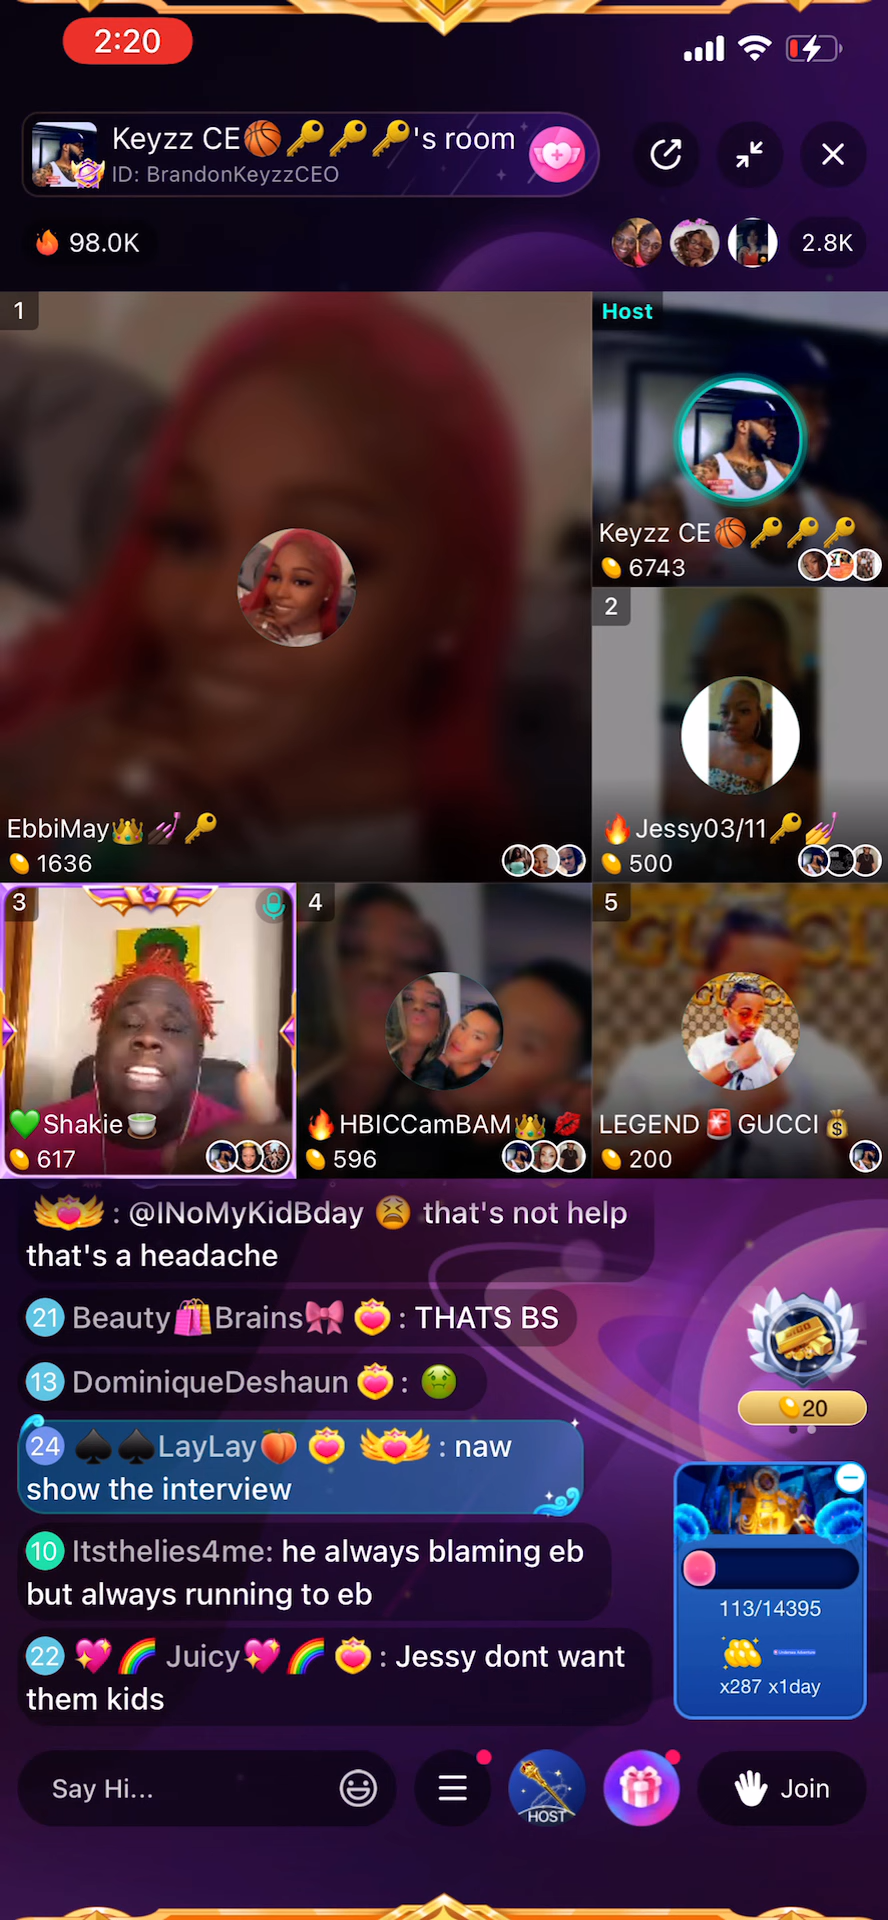 2:20
Keyzz CE🏀🔑🔑🔑's room
ID: BrandonKeyzzCEO
98.0K
2.8K
1
Host
Keyzz CE🏀🔑🔑🔑
6743
2
EbbiMay👑💅🏿🔑
1636
🔥Jessy03/11🔑💅
500
3
4
5
💚Shakie🍵
617
🔥HBICCamBAM👑💋
596
LEGEND🚨GUCCI💰
200
: @INoMyKidBday 😫 that's not help
that's a headache
21 Beauty🛍️Brains🎀 : THATS BS
13 DominiqueDeshaun : 🤢
24 ♠️♠️LayLay🍑 : naw
show the interview
10 Itsthelies4me: he always blaming eb
but always running to eb
22 💖🌈 Juicy💖🌈 : Jessy dont want
them kids
20
113/14395
x287 x1day
Say Hi...
HOST
Join